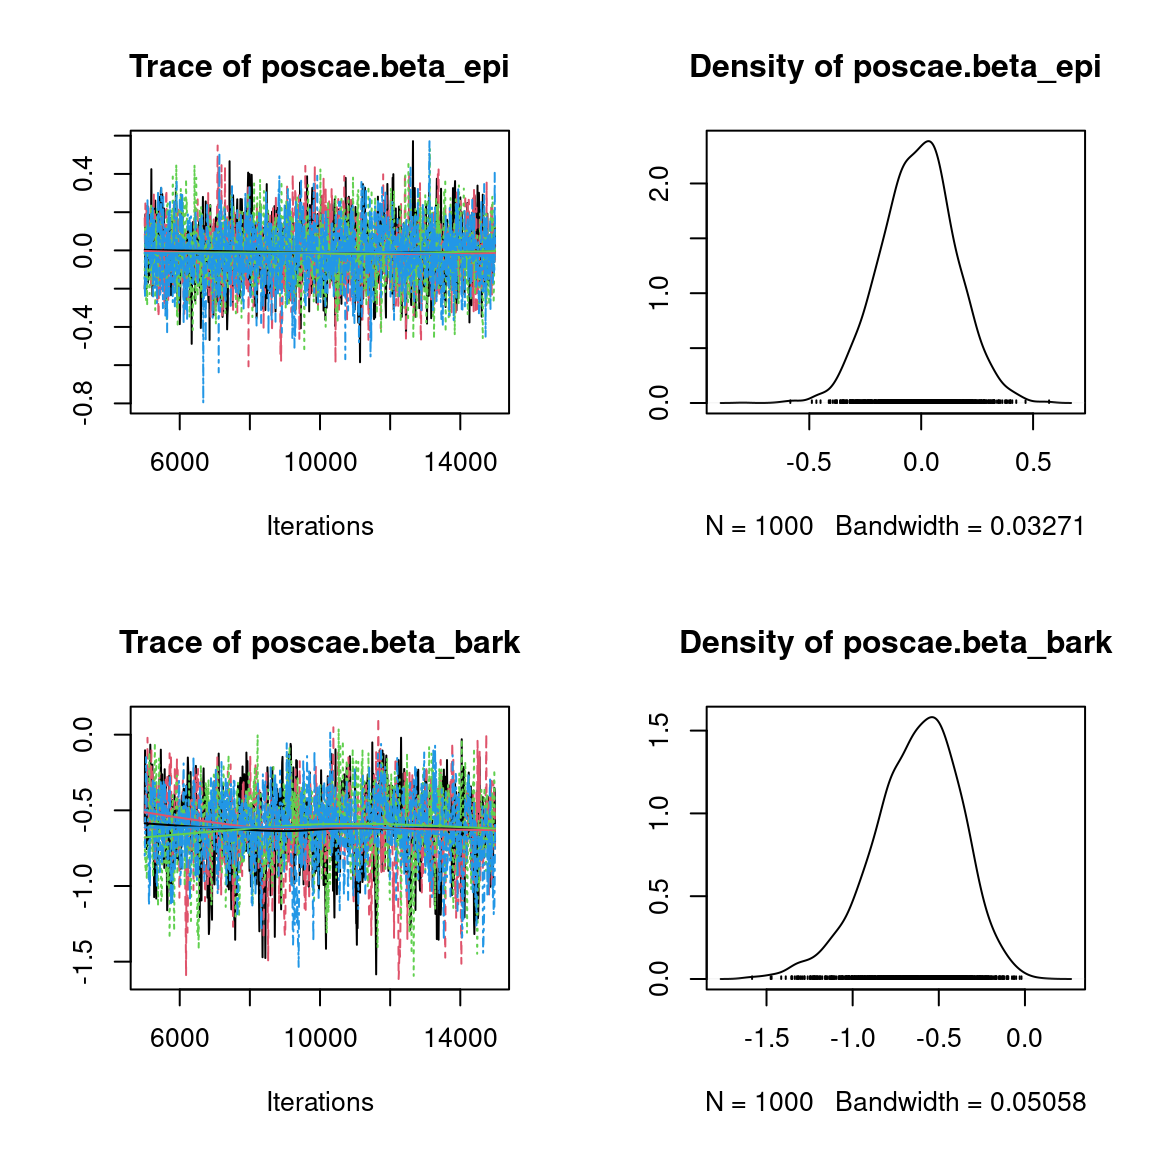 Trace of poscae.beta_epi
-0.8 -0.4 0.0 0.4
6000 10000 14000
Iterations
Density of poscae.beta_epi
0.0 1.0 2.0
-0.5 0.0 0.5
N = 1000 Bandwidth = 0.03271
Trace of poscae.beta_bark
-1.5 -1.0 -0.5 0.0
6000 10000 14000
Iterations
Density of poscae.beta_bark
0.0 0.5 1.0 1.5
-1.5 -1.0 -0.5 0.0
N = 1000 Bandwidth = 0.05058